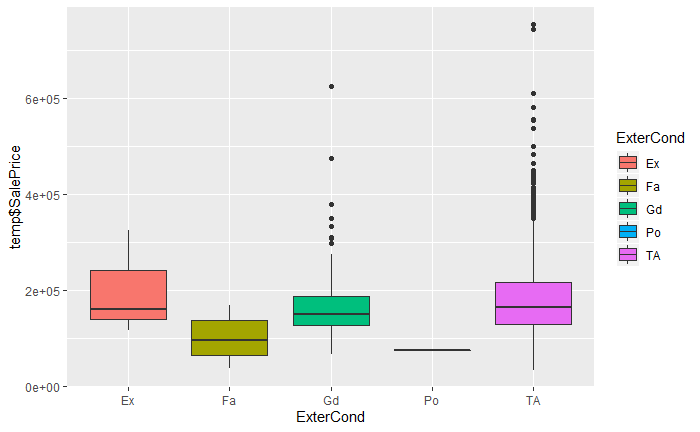 temp$SalePrice
6e+05
4e+05
2e+05
0e+00
Ex
Fa
Gd
Po
TA
ExterCond
ExterCond
Ex
Fa
Gd
Po
TA